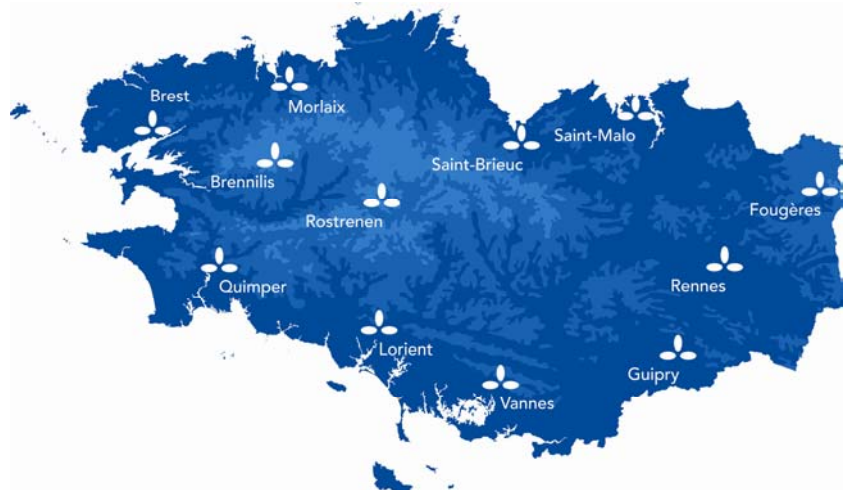 Brest
Morlaix
Saint-Malo
Saint-Brieuc
Brennilis
Fougères
Rostrenen
Rennes
Quimper
Lorient
Guipry
Vannes